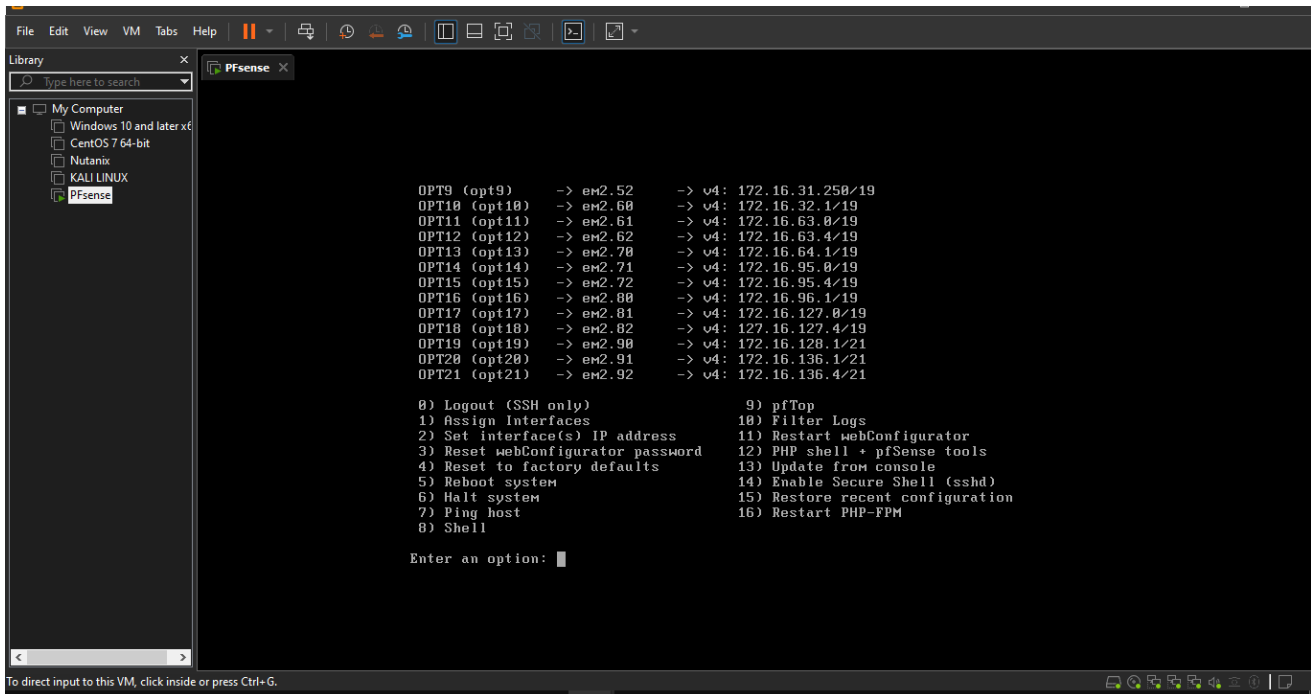 File Edit View VM Tabs Help
Library
Type here to search
PFsense
My Computer
Windows 10 and later x6
CentOS 7 64-bit
Nutanix
KALI LINUX
PFsense
OPT9 (opt9) -> em2.52 -> v4: 172.16.31.250/19
OPT10 (opt10) -> em2.60 -> v4: 172.16.32.1/19
OPT11 (opt11) -> em2.61 -> v4: 172.16.63.0/19
OPT12 (opt12) -> em2.62 -> v4: 172.16.63.4/19
OPT13 (opt13) -> em2.70 -> v4: 172.16.64.1/19
OPT14 (opt14) -> em2.71 -> v4: 172.16.95.0/19
OPT15 (opt15) -> em2.72 -> v4: 172.16.95.4/19
OPT16 (opt16) -> em2.80 -> v4: 172.16.96.1/19
OPT17 (opt17) -> em2.81 -> v4: 172.16.127.0/19
OPT18 (opt18) -> em2.82 -> v4: 127.16.127.4/19
OPT19 (opt19) -> em2.90 -> v4: 172.16.128.1/21
OPT20 (opt20) -> em2.91 -> v4: 172.16.136.1/21
OPT21 (opt21) -> em2.92 -> v4: 172.16.136.4/21
0) Logout (SSH only) 9) pfTop
1) Assign Interfaces 10) Filter Logs
2) Set interface(s) IP address 11) Restart webConfigurator
3) Reset webConfigurator password 12) PHP shell + pfSense tools
4) Reset to factory defaults 13) Update from console
5) Reboot system 14) Enable Secure Shell (sshd)
6) Halt system 15) Restore recent configuration
7) Ping host 16) Restart PHP-FPM
8) Shell
Enter an option:
To direct input to this VM, click inside or press Ctrl+G.